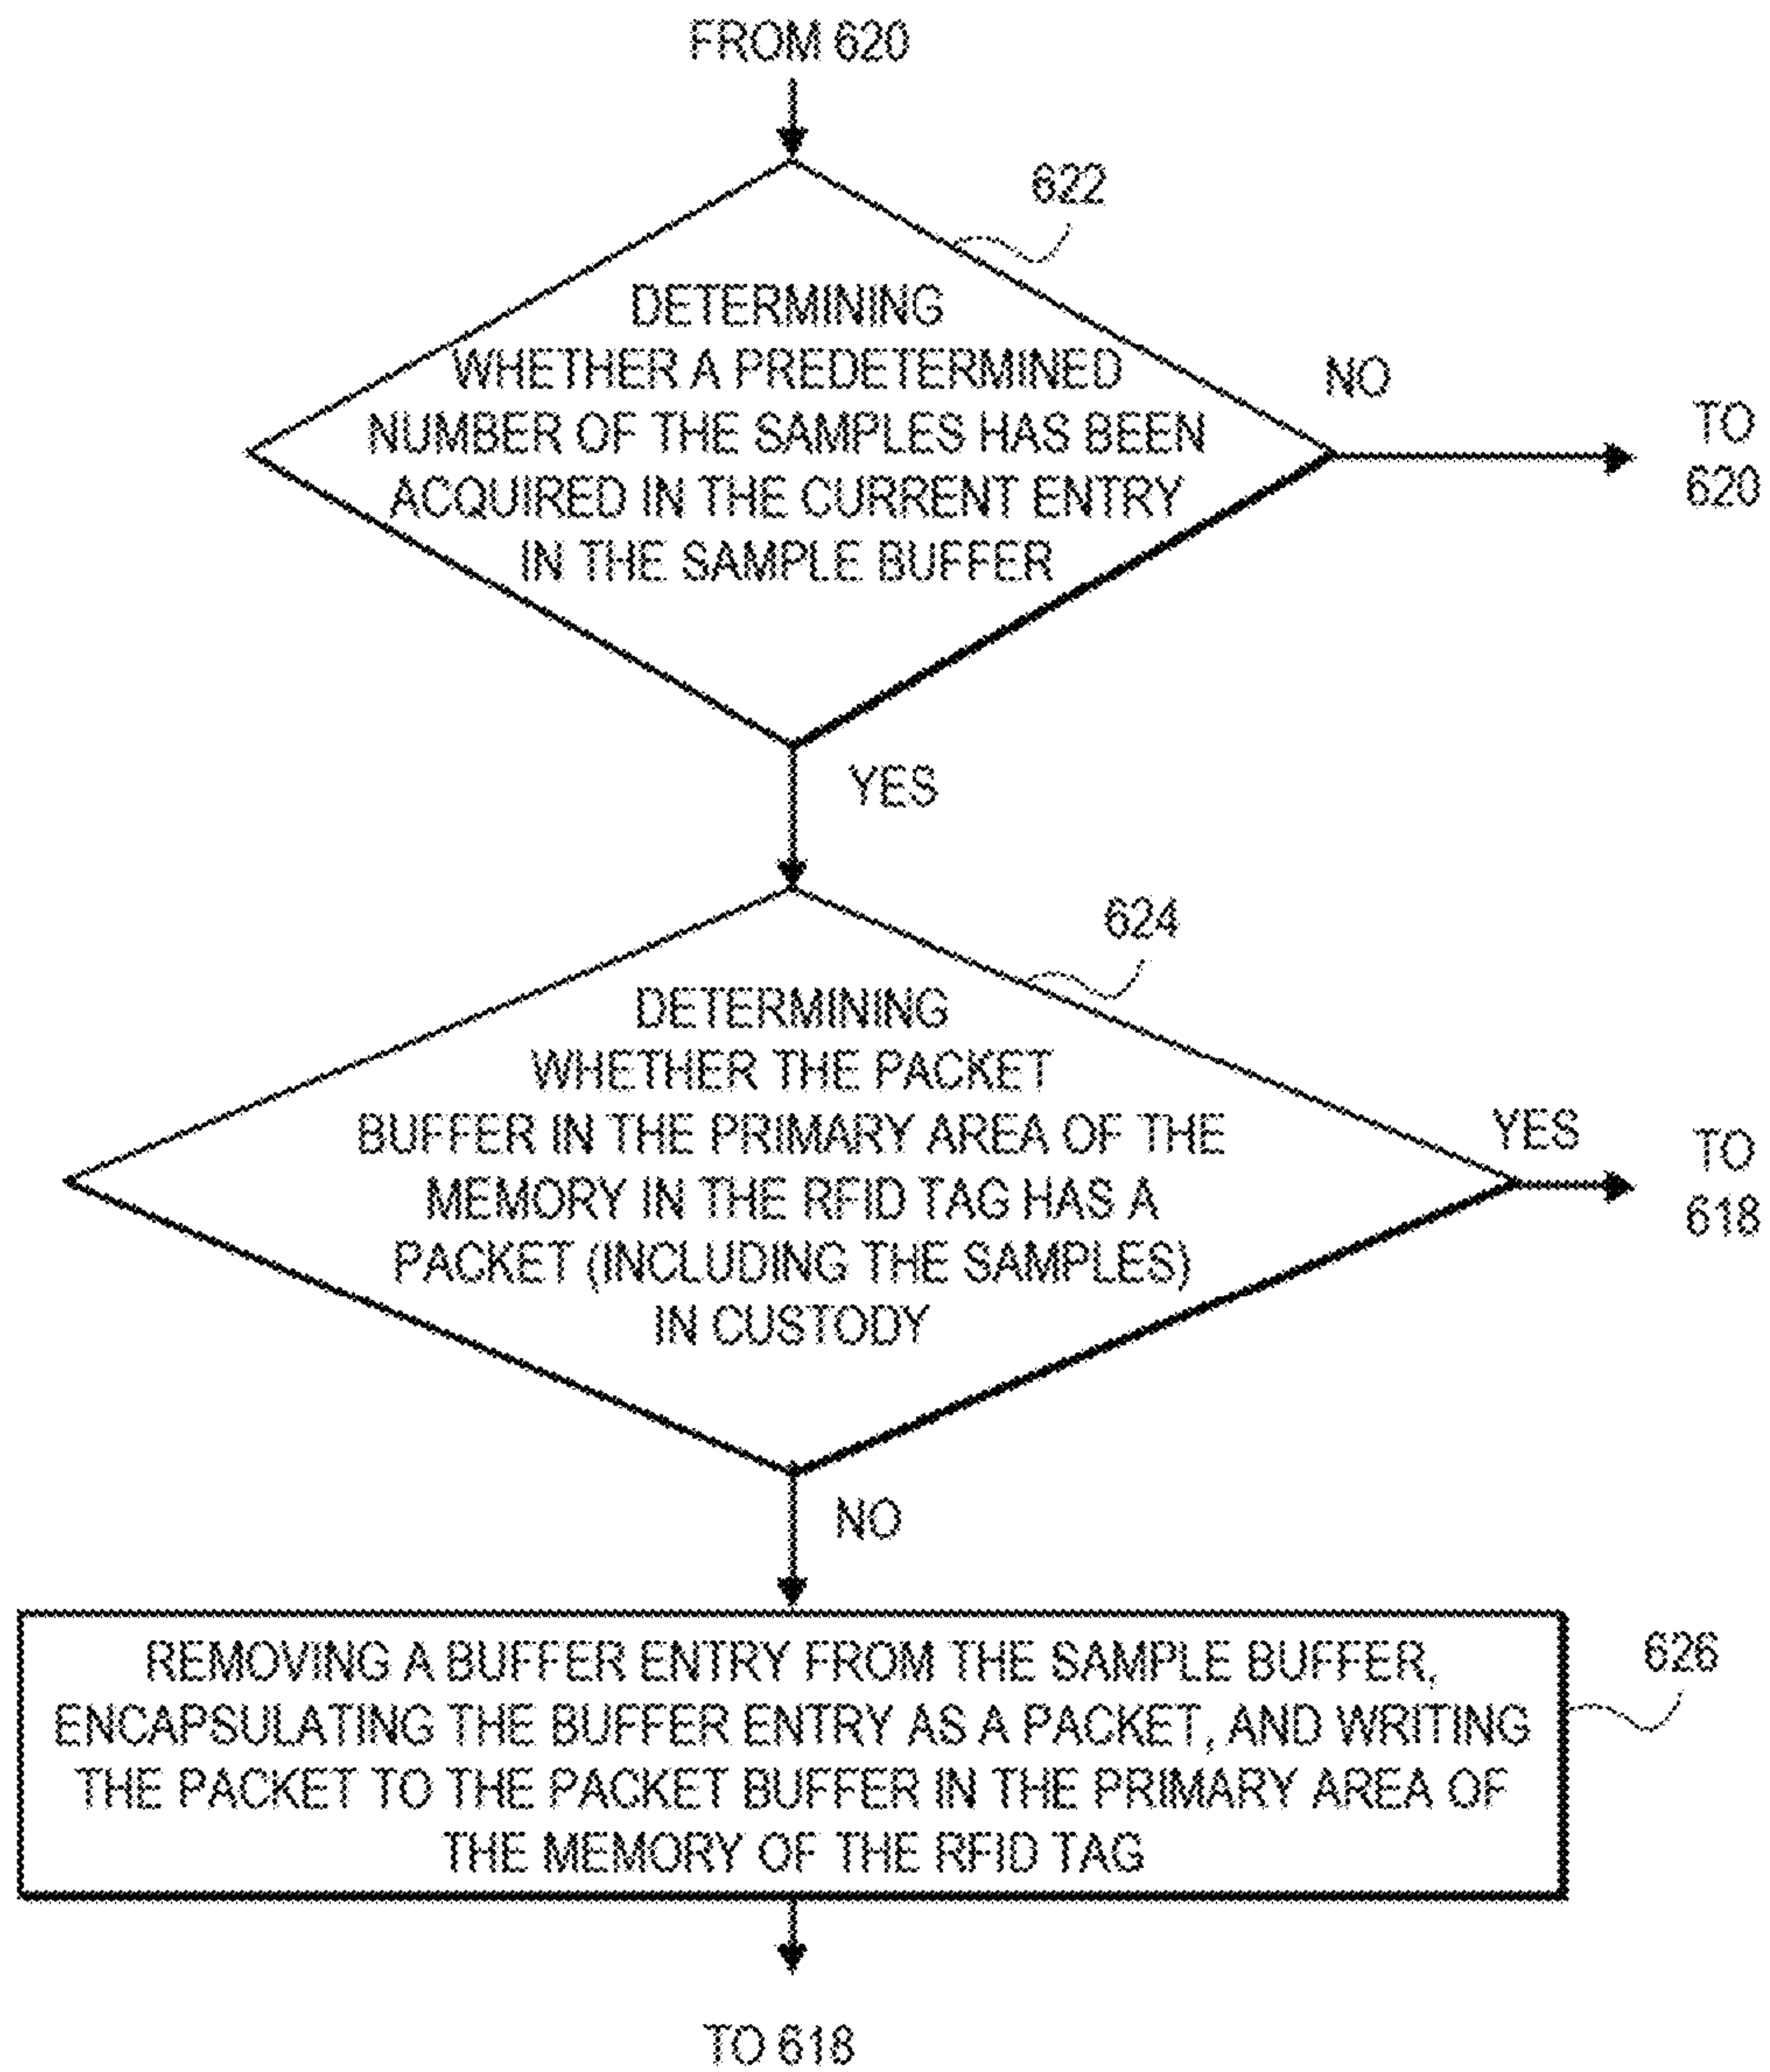 FROM 620
622
DETERMINING
WHETHER A PREDETERMINED
NUMBER OF THE SAMPLES HAS BEEN
ACQUIRED IN THE CURRENT ENTRY
IN THE SAMPLE BUFFER
NO
TO
620
YES
624
DETERMINING
WHETHER THE PACKET
BUFFER IN THE PRIMARY AREA OF THE
MEMORY IN THE RFID TAG HAS A
PACKET (INCLUDING THE SAMPLES)
IN CUSTODY
YES
TO
618
NO
REMOVING A BUFFER ENTRY FROM THE SAMPLE BUFFER,
ENCAPSULATING THE BUFFER ENTRY AS A PACKET, AND WRITING
THE PACKET TO THE PACKET BUFFER IN THE PRIMARY AREA OF
THE MEMORY OF THE RFID TAG
626
TO 618